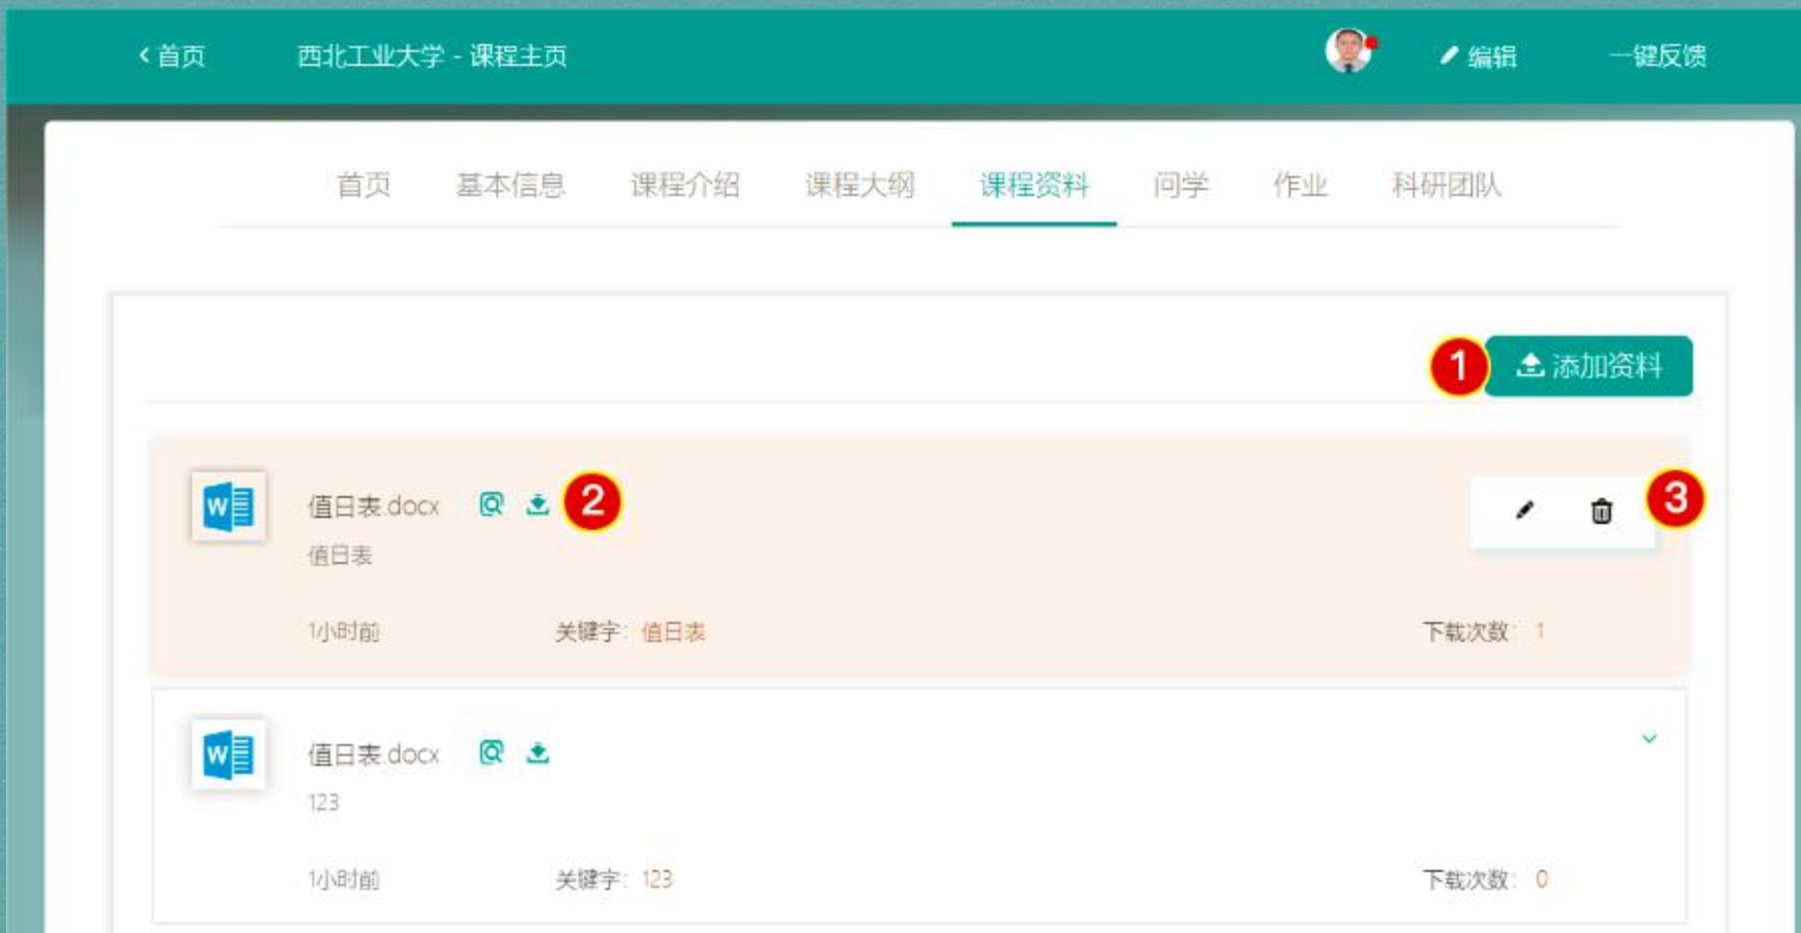 首页 西北工业大学 - 课程主页 编辑 一键反馈
首页 基本信息 课程介绍 课程大纲 课程资料 问学 作业 科研团队
1 添加资料
W 值日表.docx 2 3
值日表
1小时前 关键字: 值日表 下载次数: 1
W 值日表.docx
123
1小时前 关键字: 123 下载次数: 0